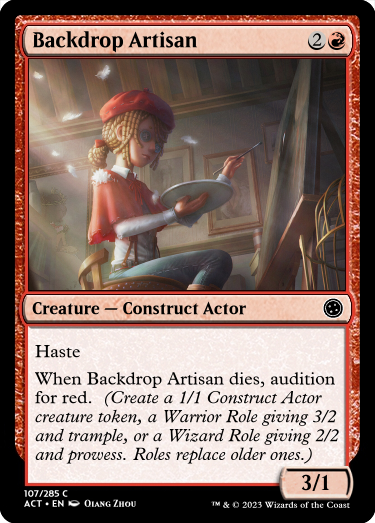 Backdrop Artisan 2
Creature — Construct Actor
Haste
When Backdrop Artisan dies, audition
for red. (Create a 1/1 Construct Actor
creature token, a Warrior Role giving 3/2
and trample, or a Wizard Role giving 2/2
and prowess. Roles replace older ones.)
3/1
107/285 C
ACT • EN Qiang Zhou
™ & © 2023 Wizards of the Coast